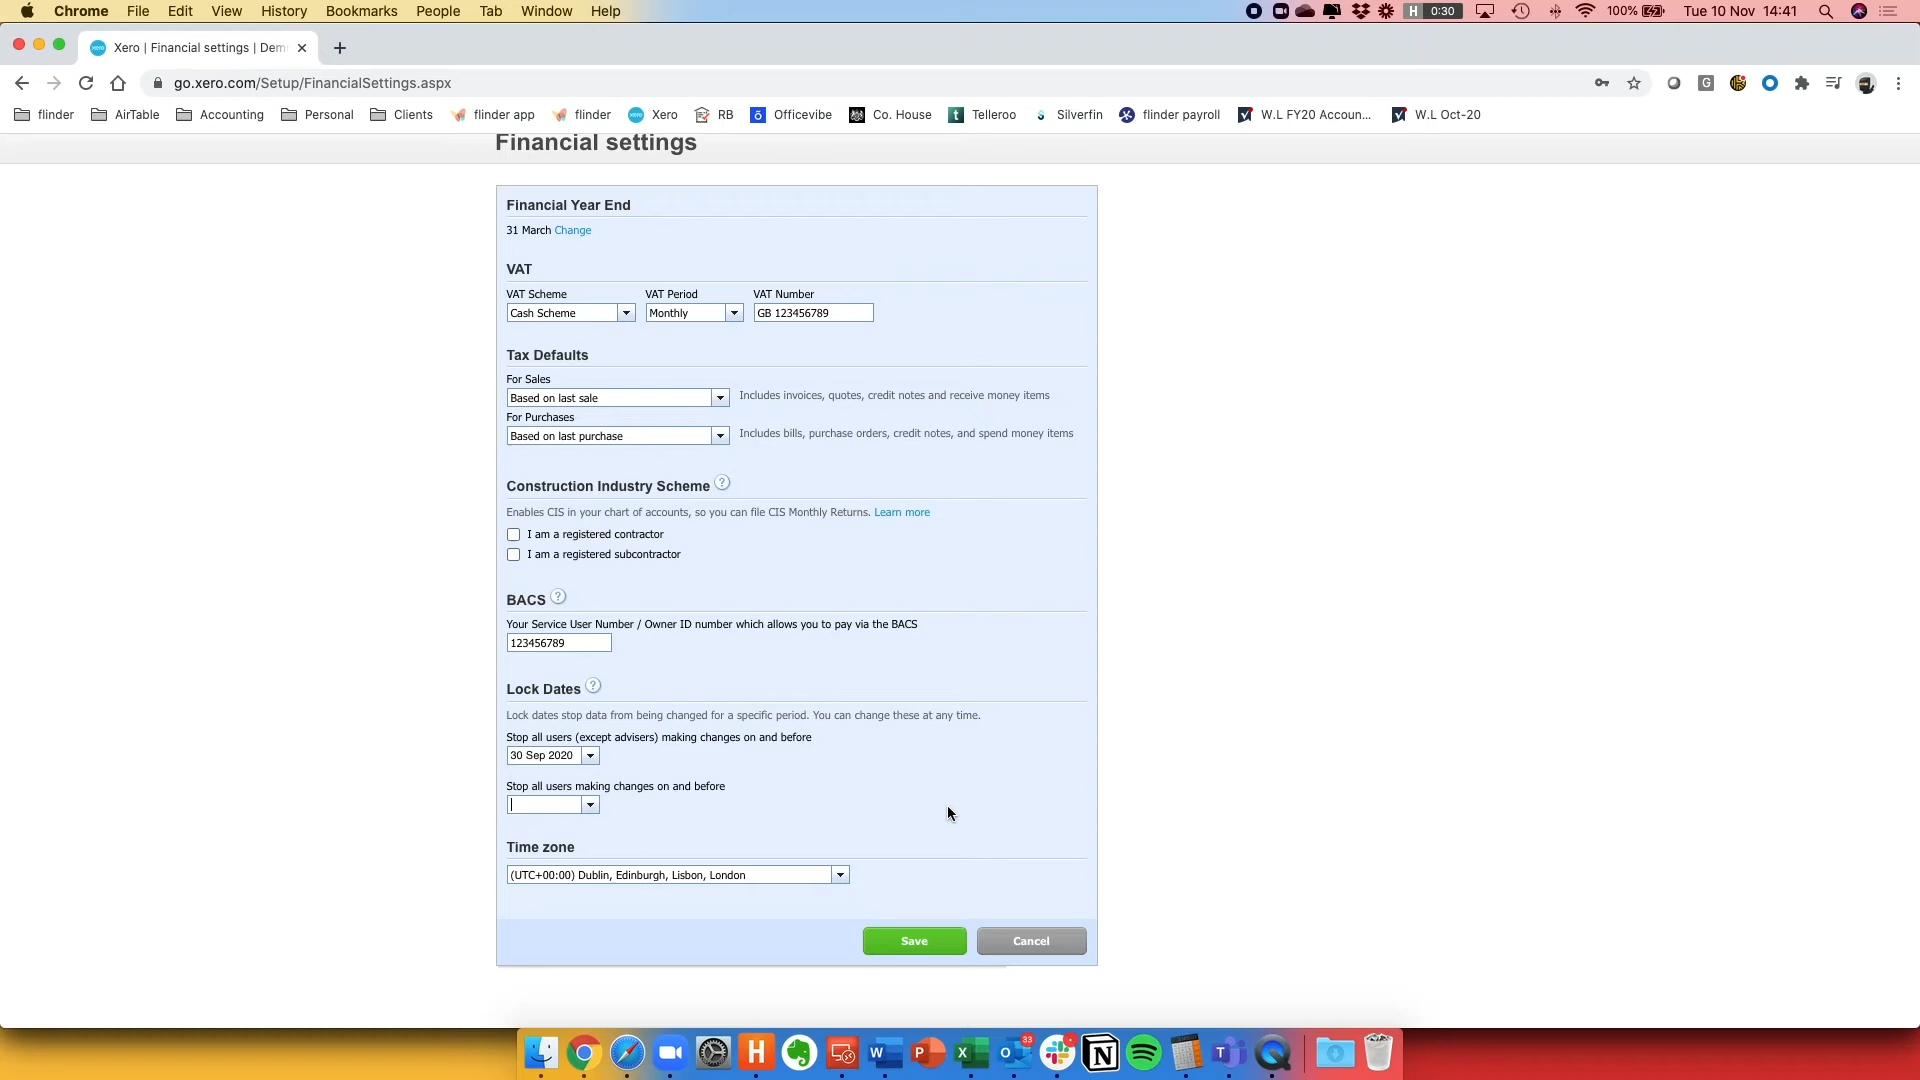 Chrome File Edit View History Bookmarks People Tab Window Help H 0:30 100% Tue 10 Nov 14:41
Xero | Financial settings | Dem
go.xero.com/Setup/FinancialSettings.aspx
flinder AirTable Accounting Personal Clients flinder app flinder Xero RB Officevibe Co. House Telleroo Silverfin flinder payroll W.L FY20 Accoun... W.L Oct-20
Financial settings
Financial Year End
31 March Change
VAT
VAT Scheme VAT Period VAT Number
Cash Scheme Monthly GB 123456789
Tax Defaults
For Sales
Based on last sale Includes invoices, quotes, credit notes and receive money items
For Purchases
Based on last purchase Includes bills, purchase orders, credit notes, and spend money items
Construction Industry Scheme ?
Enables CIS in your chart of accounts, so you can file CIS Monthly Returns. Learn more
I am a registered contractor
I am a registered subcontractor
BACS ?
Your Service User Number / Owner ID number which allows you to pay via the BACS
123456789
Lock Dates ?
Lock dates stop data from being changed for a specific period. You can change these at any time.
Stop all users (except advisers) making changes on and before
30 Sep 2020
Stop all users making changes on and before
Time zone
(UTC+00:00) Dublin, Edinburgh, Lisbon, London
Save Cancel
33